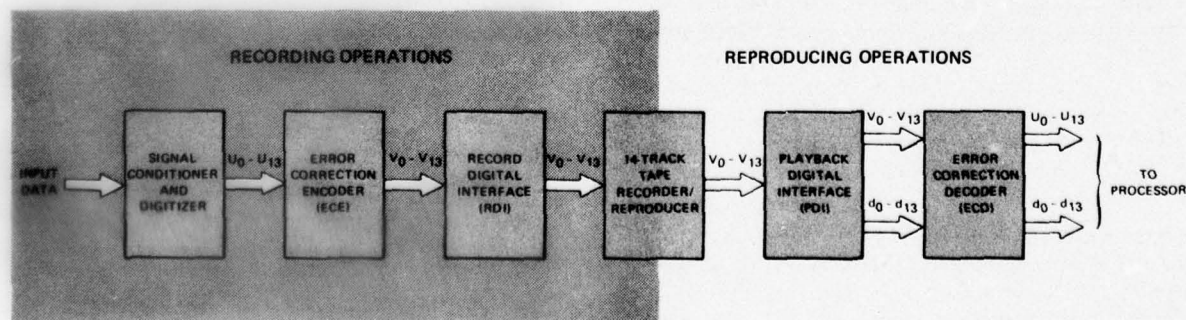 RECORDING OPERATIONS
REPRODUCING OPERATIONS
INPUT
DATA
SIGNAL
CONDITIONER
AND
DIGITIZER
U0 - U13
ERROR
CORRECTION
ENCODER
(ECE)
V0 - V13
RECORD
DIGITAL
INTERFACE
(RDI)
V0 - V13
14-TRACK
TAPE
RECORDER/
REPRODUCER
V0 - V13
PLAYBACK
DIGITAL
INTERFACE
(PDI)
V0 - V13
d0 - d13
ERROR
CORRECTION
DECODER
(ECD)
U0 - U13
d0 - d13
TO
PROCESSOR